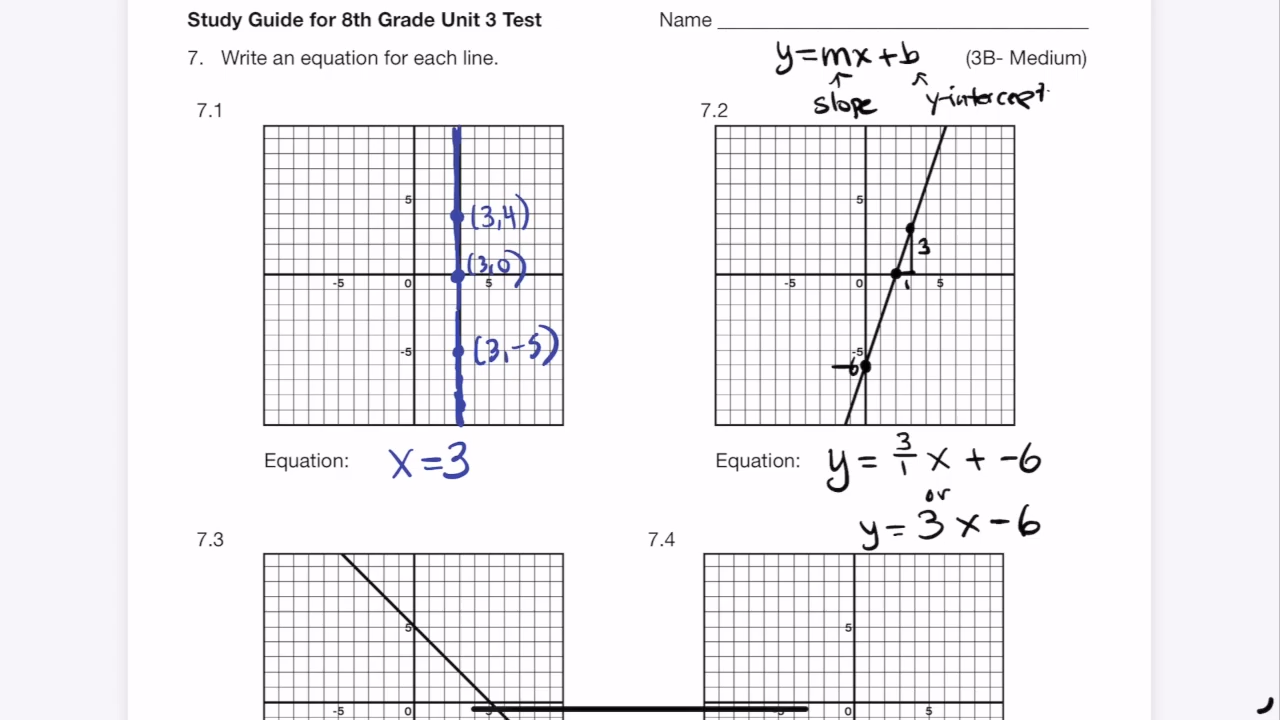 Study Guide for 8th Grade Unit 3 Test Name
7. Write an equation for each line. y=mx+b (3B- Medium)
slope y-intercept
7.1
5
(3,4)
(3,0)
-5 0 5
-5 (3,-5)
Equation: x=3
7.2
5
3
-5 0 1 5
-5
-6
Equation: y = 3/1 x + -6
or
y = 3x-6
7.3
5
-5 0 5
7.4
5
-5 0 5